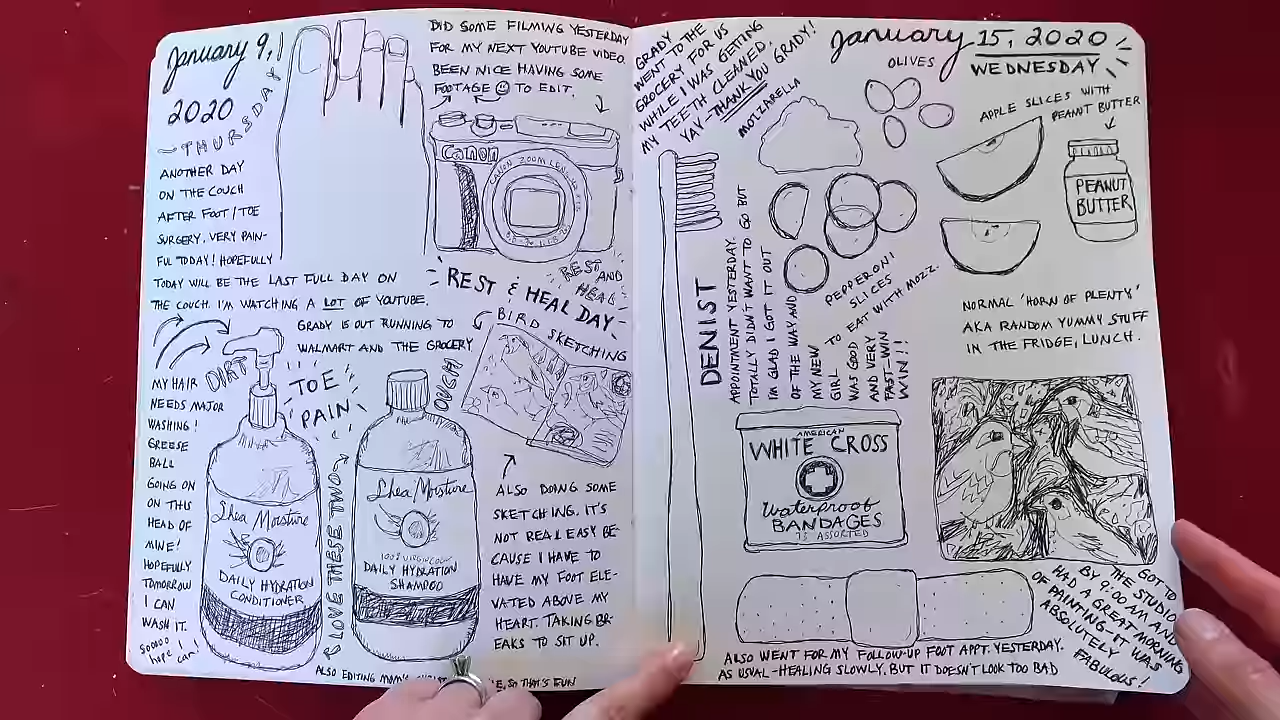 January 9,
2020
THURSDAY
ANOTHER DAY
ON THE COUCH
AFTER FOOT/TOE
SURGERY. VERY PAIN-
FUL TODAY! HOPEFULLY
TODAY WILL BE THE LAST FULL DAY ON
THE COUCH. I'M WATCHING A LOT OF YOUTUBE.
DID SOME FILMING YESTERDAY
FOR MY NEXT YOUTUBE VIDEO.
BEEN NICE HAVING SOME
FOOTAGE TO EDIT.
Canon
CANON ZOOM LENS
REST & HEAL DAY
REST
AND
HEAL
GRADY IS OUT RUNNING TO
WALMART AND THE GROCERY
BIRD SKETCHING
MY HAIR
NEEDS MAJOR
WASHING!
GREESE
BALL
GOING ON
ON THIS
HEAD OF
MINE!
HOPEFULLY
TOMORROW
I CAN
WASH IT.
SOOOO
hope I can!
DIRT
TOE
PAIN
OUCH
Shea Moisture
DAILY HYDRATION
CONDITIONER
I LOVE THESE TWO
Shea Moisture
100% VIRGIN COCONUT
DAILY HYDRATION
SHAMPOO
ALSO DOING SOME
SKETCHING. IT'S
NOT REAL EASY BE-
CAUSE I HAVE TO
HAVE MY FOOT ELE-
VATED ABOVE MY
HEART. TAKING BR-
EAKS TO SIT UP.
ALSO EDITING MOM'S
SO THAT'S FUN
GRADY
WENT TO THE
GROCERY FOR US
WHILE I WAS GETTING
MY TEETH CLEANED.
YAY - THANK YOU GRADY!
January 15, 2020
WEDNESDAY
MOZZARELLA
OLIVES
APPLE SLICES WITH
PEANUT BUTTER
PEANUT
BUTTER
PEPPERONI
SLICES
TO EAT WITH MOZZ.
DENIST
APPOINTMENT YESTERDAY.
TOTALLY DIDN'T WANT TO GO BUT
I'M GLAD I GOT IT OUT
OF THE WAY AND
MY NEW
GIRL
WAS GOOD
AND VERY
FAST-WIN
WIN!!
NORMAL 'HORN OF PLENTY'
AKA RANDOM YUMMY STUFF
IN THE FRIDGE, LUNCH.
AMERICAN
WHITE CROSS
Waterproof
BANDAGES
75 ASSORTED
GOT TO
THE STUDIO
BY 9:00 AM AND
HAD A GREAT MORNING
OF PAINTING - IT WAS
ABSOLUTELY
FABULOUS!
ALSO WENT FOR MY FOLLOW-UP FOOT APPT. YESTERDAY.
AS USUAL - HEALING SLOWLY, BUT IT DOESN'T LOOK TOO BAD